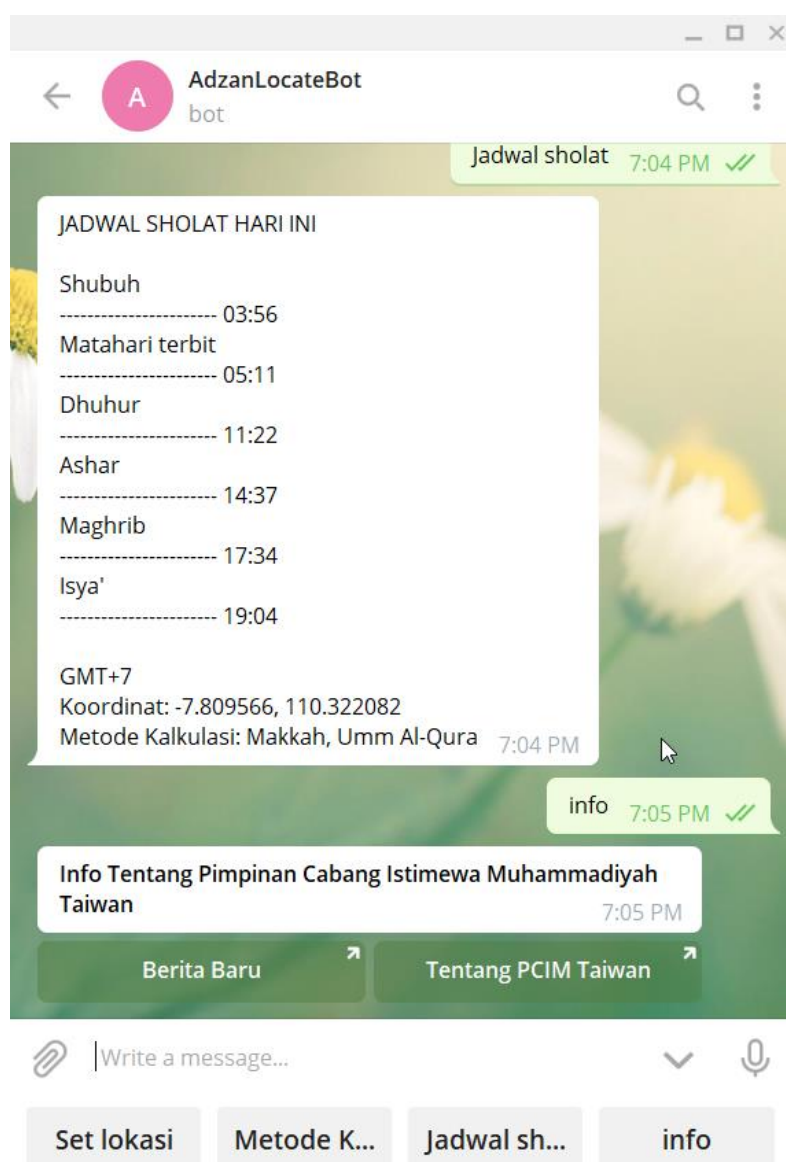 AdzanLocateBot
bot
Jadwal sholat 7:04 PM
JADWAL SHOLAT HARI INI
Shubuh
----------------------- 03:56
Matahari terbit
----------------------- 05:11
Dhuhur
----------------------- 11:22
Ashar
----------------------- 14:37
Maghrib
----------------------- 17:34
Isya'
----------------------- 19:04
GMT+7
Koordinat: -7.809566, 110.322082
Metode Kalkulasi: Makkah, Umm Al-Qura 7:04 PM
info 7:05 PM
Info Tentang Pimpinan Cabang Istimewa Muhammadiyah
Taiwan 7:05 PM
Berita Baru Tentang PCIM Taiwan
Write a message...
Set lokasi Metode K... Jadwal sh... info
A